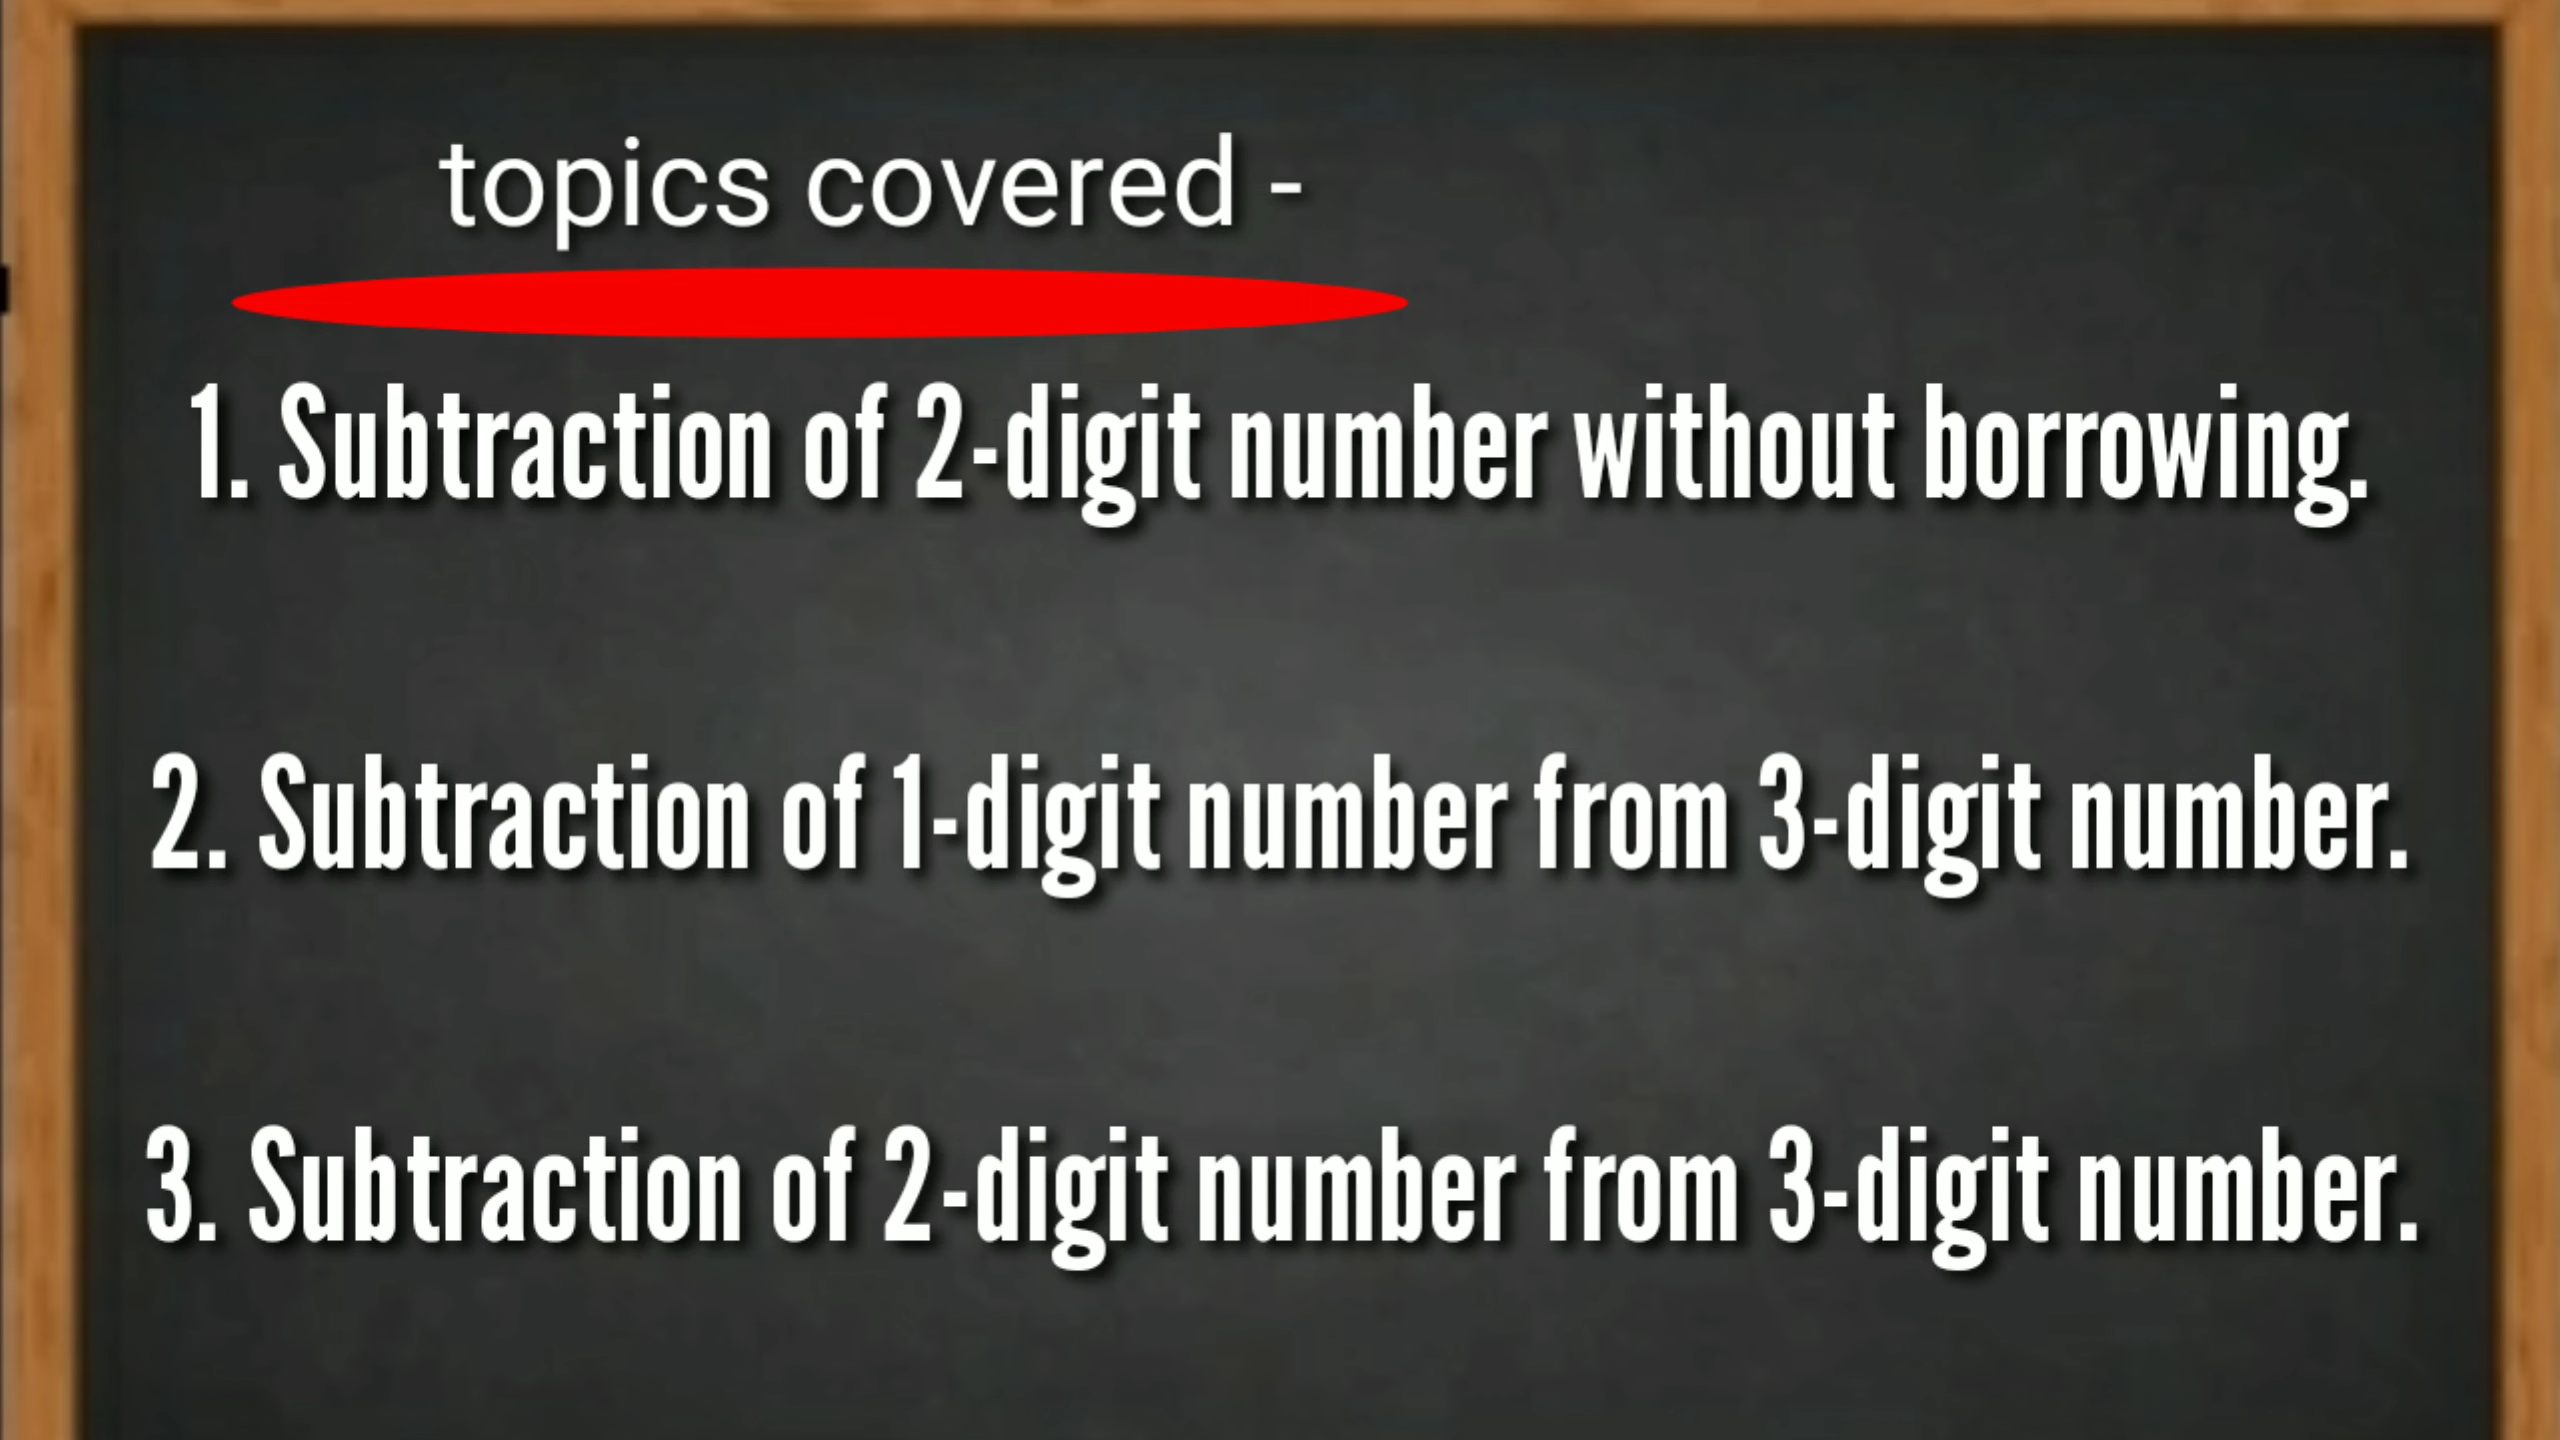 topics covered -
1. Subtraction of 2-digit number without borrowing.
2. Subtraction of 1-digit number from 3-digit number.
3. Subtraction of 2-digit number from 3-digit number.